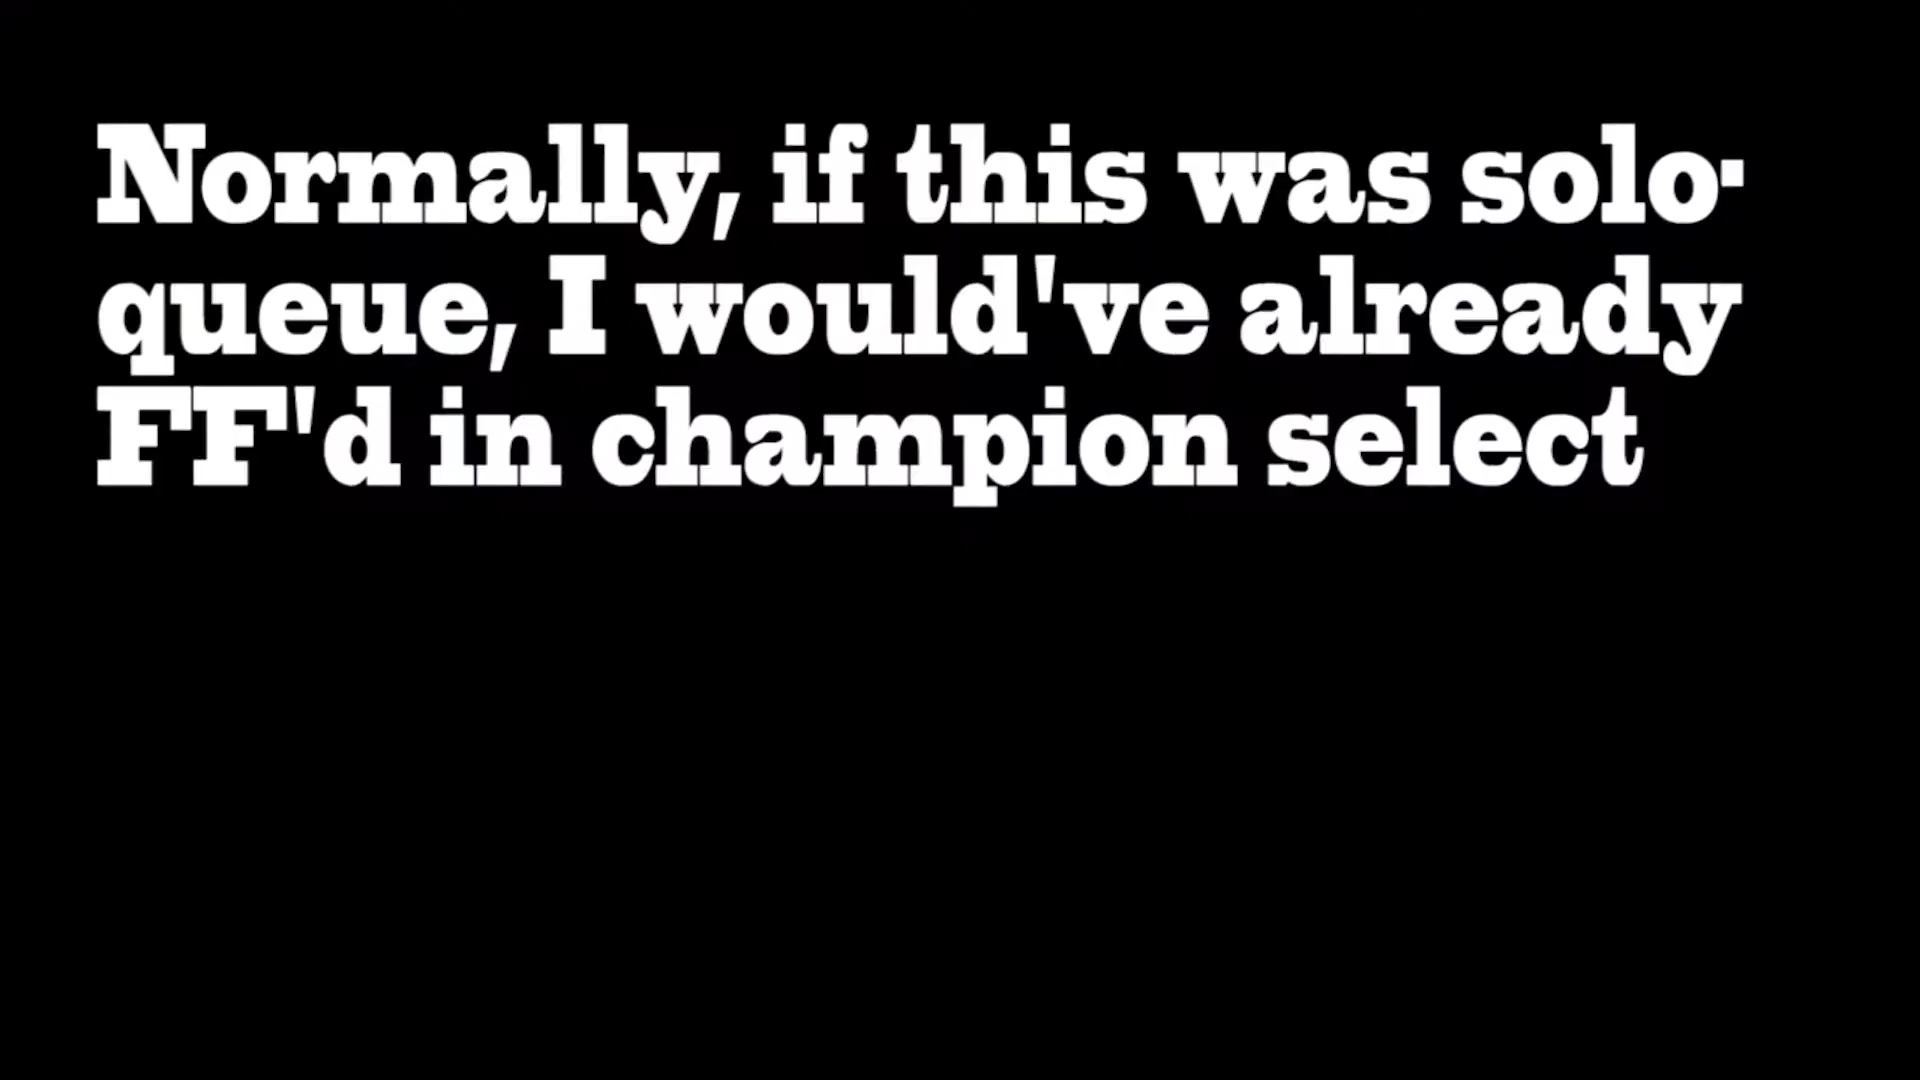 Normally, if this was solo-
queue, I would've already
FF'd in champion select